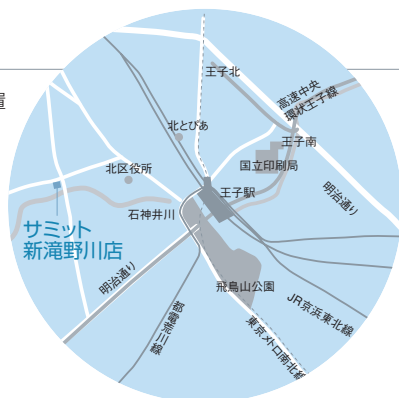 置
王子北
高速中央
環状王子線
北とぴあ
王子南
国立印刷局
北区役所
明治通り
王子駅
石神井川
サミット
新滝野川店
明治通り
飛鳥山公園
都電荒川線
JR京浜東北線
東京メトロ南北線